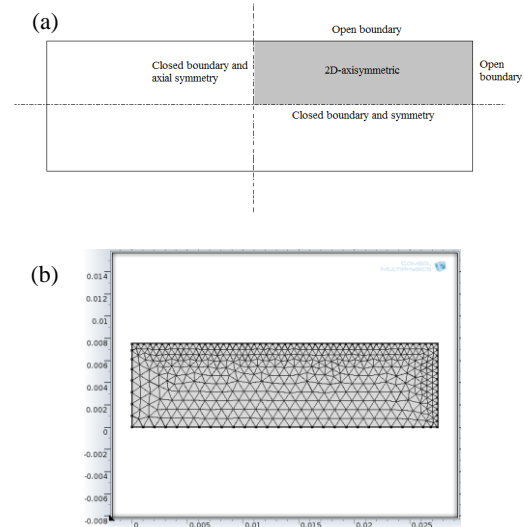 (a)
Open boundary
Closed boundary and
axial symmetry
2D-axisymmetric
Open
boundary
Closed boundary and symmetry
(b)
COMSOL
MULTIPHYSICS
0.014
0.012
0.01
0.008
0.006
0.004
0.002
0
-0.002
-0.004
-0.006
-0.008
0 0.005 0.01 0.015 0.02 0.025